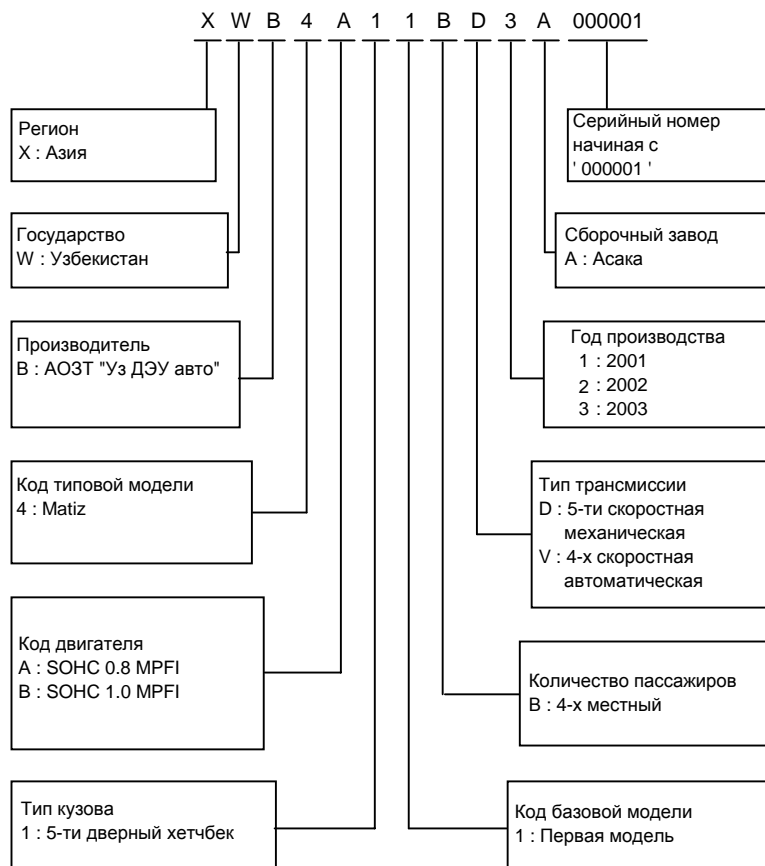 X W B 4 A 1 1 B D 3 A 000001
Регион
X : Азия
Государство
W : Узбекистан
Производитель
B : АОЗТ "Уз ДЭУ авто"
Код типовой модели
4 : Matiz
Код двигателя
A : SOHC 0.8 MPFI
B : SOHC 1.0 MPFI
Тип кузова
1 : 5-ти дверный хетчбек
Серийный номер
начиная с
' 000001 '
Сборочный завод
A : Асака
Год производства
1 : 2001
2 : 2002
3 : 2003
Тип трансмиссии
D : 5-ти скоростная
механическая
V : 4-х скоростная
автоматическая
Количество пассажиров
B : 4-х местный
Код базовой модели
1 : Первая модель